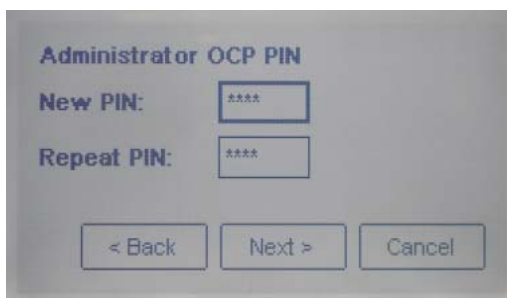 Administrator OCP PIN
New PIN: ****
Repeat PIN: ****
< Back Next > Cancel